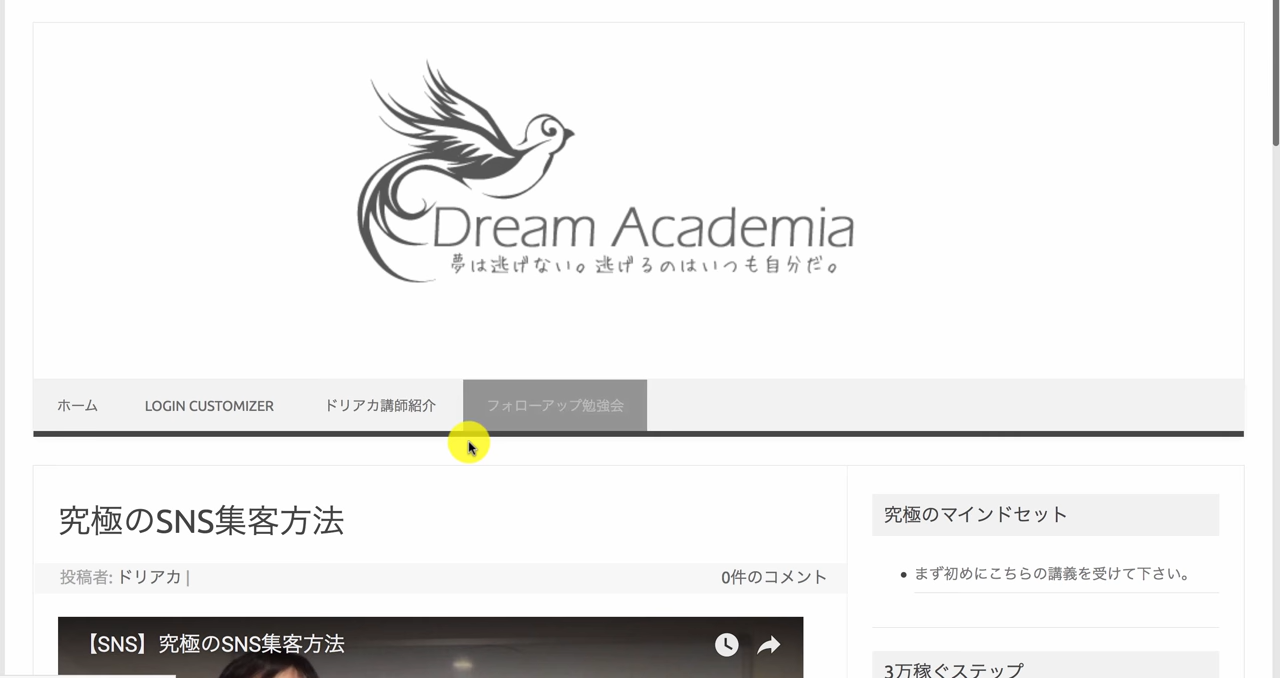 Dream Academia
夢は逃げない。逃げるのはいつも自分だ。
ホーム LOGIN CUSTOMIZER ドリアカ講師紹介 フォローアップ勉強会
究極のSNS集客方法
投稿者: ドリアカ | 0件のコメント
【SNS】究極のSNS集客方法
究極のマインドセット
まず初めにこちらの講義を受けて下さい。
3万稼ぐステップ